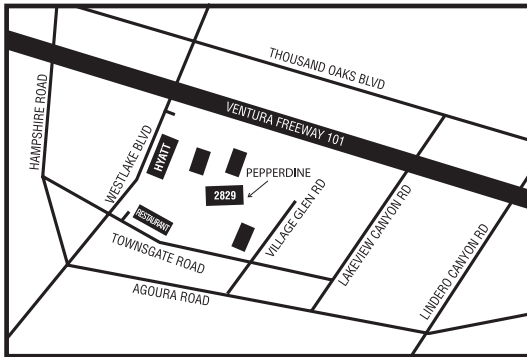 THOUSAND OAKS BLVD
HAMPSHIRE ROAD
VENTURA FREEWAY 101
WESTLAKE BLVD
HYATT
PEPPERDINE
2829
VILLAGE GLEN RD
RESTAURANT
LAKEVIEW CANYON RD
LINDERO CANYON RD
TOWNSGATE ROAD
AGOURA ROAD